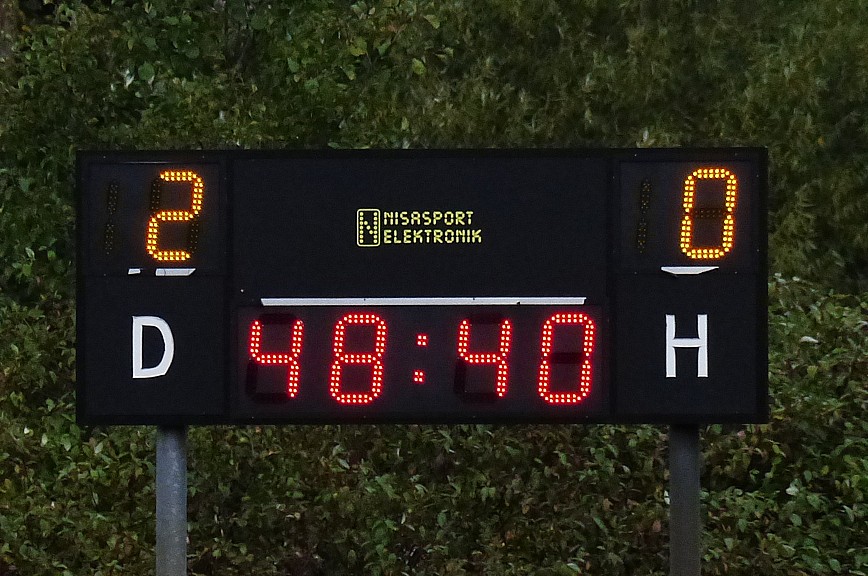 2 0
N NISASPORT
ELEKTRONIK
D 48:40 H